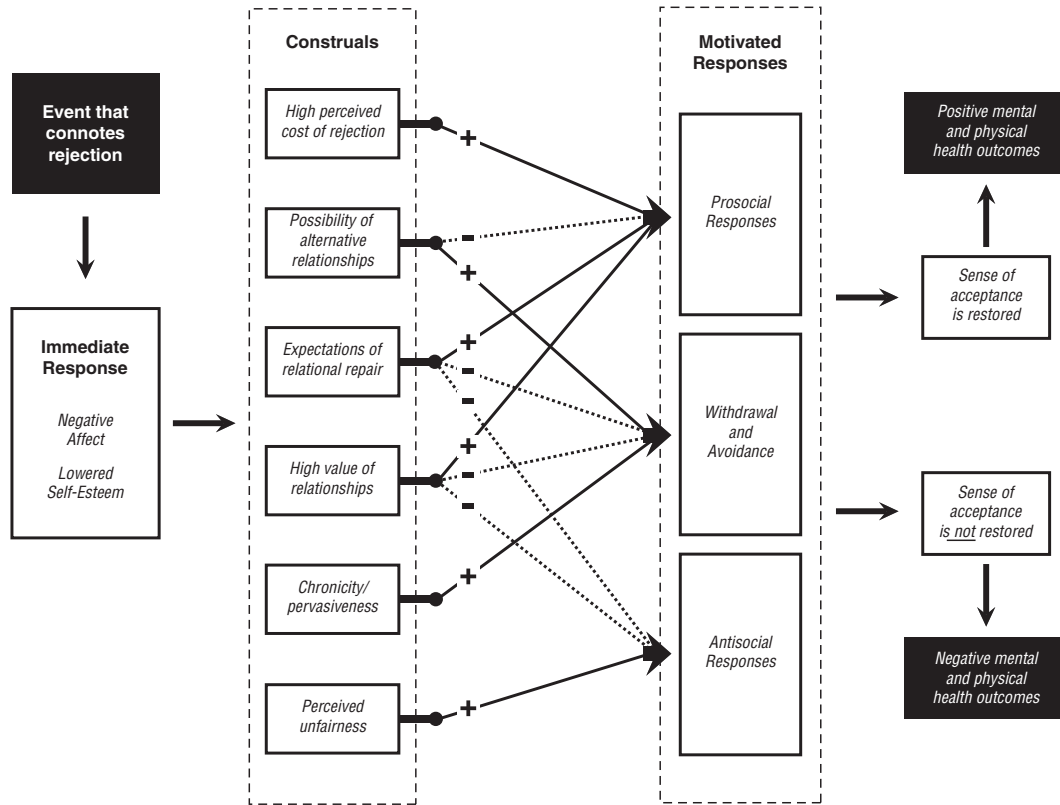 Event that
connotes
rejection
Immediate
Response
Negative
Affect
Lowered
Self-Esteem
Construals
High perceived
cost of rejection
Possibility of
alternative
relationships
Expectations of
relational repair
High value of
relationships
Chronicity/
pervasiveness
Perceived
unfairness
+
-
+
+
-
-
+
-
-
+
+
Motivated
Responses
Prosocial
Responses
Withdrawal
and
Avoidance
Antisocial
Responses
Positive mental
and physical
health outcomes
Sense of
acceptance
is restored
Sense of
acceptance
is not restored
Negative mental
and physical
health outcomes